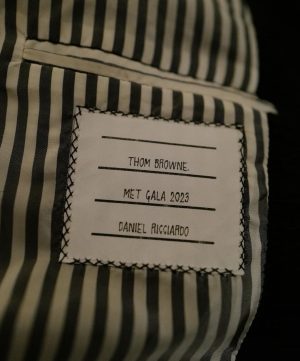 THOM BROWNE.
MET GALA 2023
DANIEL RICCIARDO